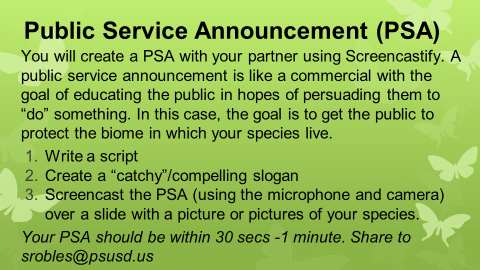 Public Service Announcement (PSA)
You will create a PSA with your partner using Screencastify. A
public service announcement is like a commercial with the
goal of educating the public in hopes of persuading them to
“do” something. In this case, the goal is to get the public to
protect the biome in which your species live.
1. Write a script
2. Create a “catchy”/compelling slogan
3. Screencast the PSA (using the microphone and camera)
over a slide with a picture or pictures of your species.
Your PSA should be within 30 secs -1 minute. Share to
srobles@psusd.us